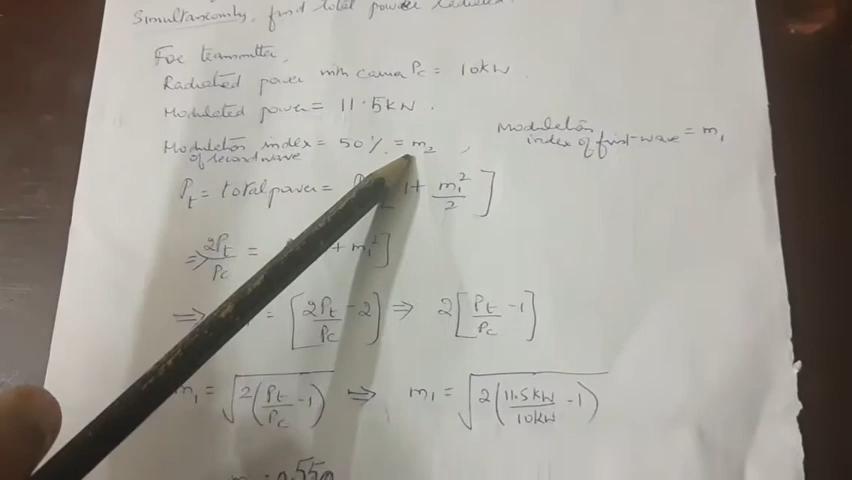 Simultaneously, find total power radiated.
For transmitter,
Radiated power with carrier Pc = 10kW.
Modulated power = 11.5kW.
Modulation index = 50% = m₂,
of second wave
Modulation
index of first-wave = m₁
Pt = total power = 1+ m₁²/2]
⇒ 2Pt/Pc = + m₁²]
⇒ = [2Pt/Pc - 2] ⇒ 2[Pt/Pc - 1]
m₁ = √(2(Pt/Pc - 1)) ⇒ m₁ = √(2(11.5kW/10kW - 1))